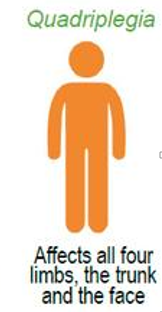 Quadriplegia
Affects all four
limbs, the trunk
and the face